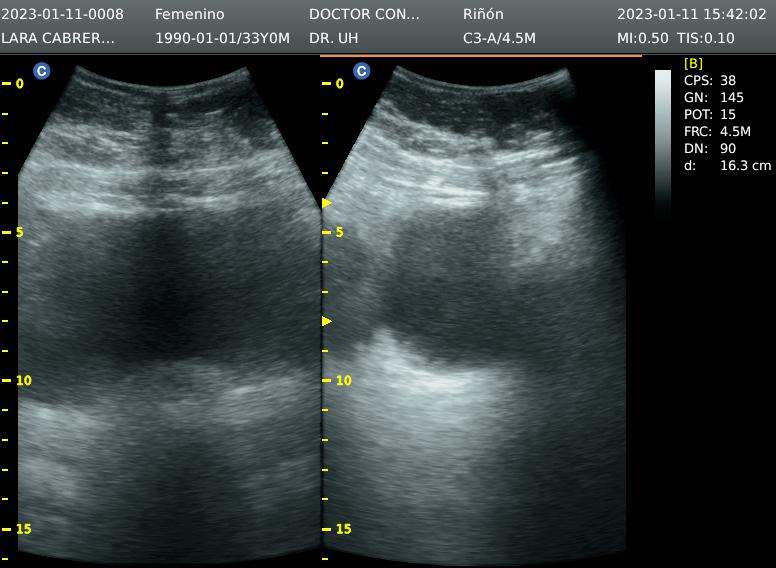 2023-01-11-0008 Femenino DOCTOR CON... Riñón 2023-01-11 15:42:02
LARA CABRER... 1990-01-01/33Y0M DR. UH C3-A/4.5M MI:0.50 TIS:0.10
C
C
[B]
CPS: 38
GN: 145
POT: 15
FRC: 4.5M
DN: 90
d: 16.3 cm
0
5
10
15
0
5
10
15